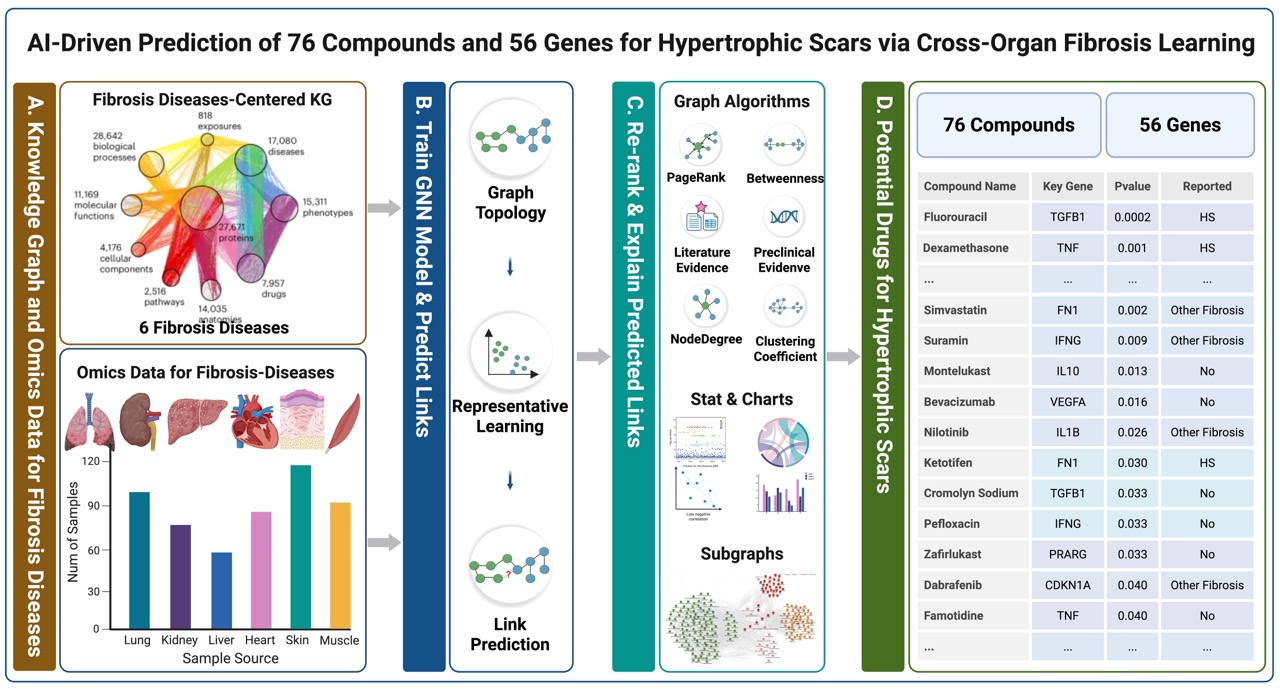 AI-Driven Prediction of 76 Compounds and 56 Genes for Hypertrophic Scars via Cross-Organ Fibrosis Learning
A. Knowledge Graph and Omics Data for Fibrosis Diseases
Fibrosis Diseases-Centered KG
818
exposures
28,642
biological
processes
17,080
diseases
11,169
molecular
functions
15,311
phenotypes
27,671
proteins
4,176
cellular
components
2,516
pathways
7,957
drugs
14,035
anatomies
6 Fibrosis Diseases
Omics Data for Fibrosis-Diseases
Num of Samples
120
90
60
30
0
Lung Kidney Liver Heart Skin Muscle
Sample Source
B. Train GNN Model & Predict Links
Graph
Topology
Representative
Learning
?
Link
Prediction
C. Re-rank & Explain Predicted Links
Graph Algorithms
PageRank Betweenness
Literature
Evidence
Preclinical
Evidenve
NodeDegree
Clustering
Coefficient
Stat & Charts
Low negative
correlation
Subgraphs
D. Potential Drugs for Hypertrophic Scars
76 Compounds 56 Genes
Compound Name Key Gene Pvalue Reported
Fluorouracil TGFB1 0.0002 HS
Dexamethasone TNF 0.001 HS
... ... ... ...
Simvastatin FN1 0.002 Other Fibrosis
Suramin IFNG 0.009 Other Fibrosis
Montelukast IL10 0.013 No
Bevacizumab VEGFA 0.016 No
Nilotinib IL1B 0.026 Other Fibrosis
Ketotifen FN1 0.030 HS
Cromolyn Sodium TGFB1 0.033 No
Pefloxacin IFNG 0.033 No
Zafirlukast PRARG 0.033 No
Dabrafenib CDKN1A 0.040 Other Fibrosis
Famotidine TNF 0.040 No
... ... ... ...